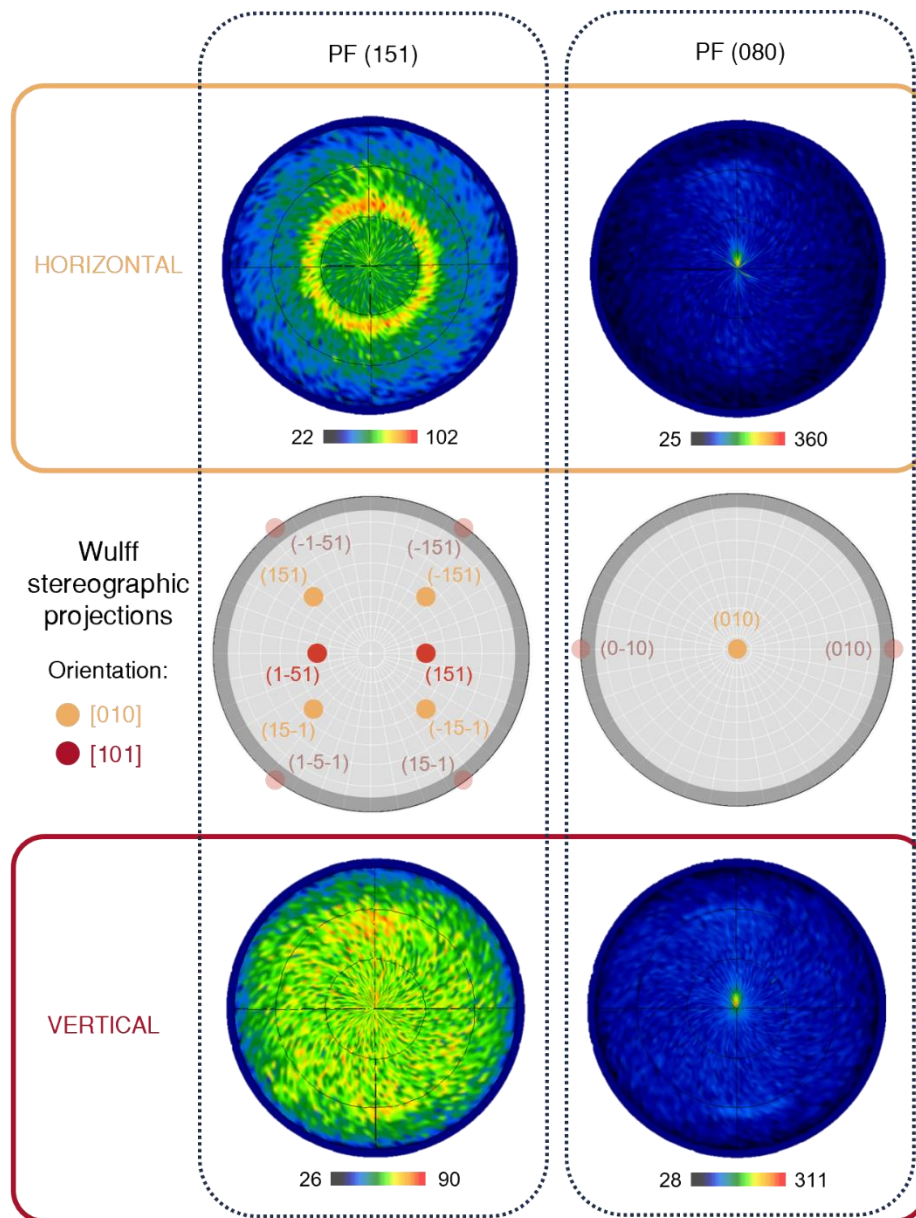 PF (151)
PF (080)
HORIZONTAL
22
102
25
360
Wulff
stereographic
projections
Orientation:
[010]
[101]
(-1-51)
(-151)
(151)
(-151)
(1-51)
(151)
(15-1)
(-15-1)
(1-5-1)
(15-1)
(010)
(0-10)
(010)
VERTICAL
26
90
28
311